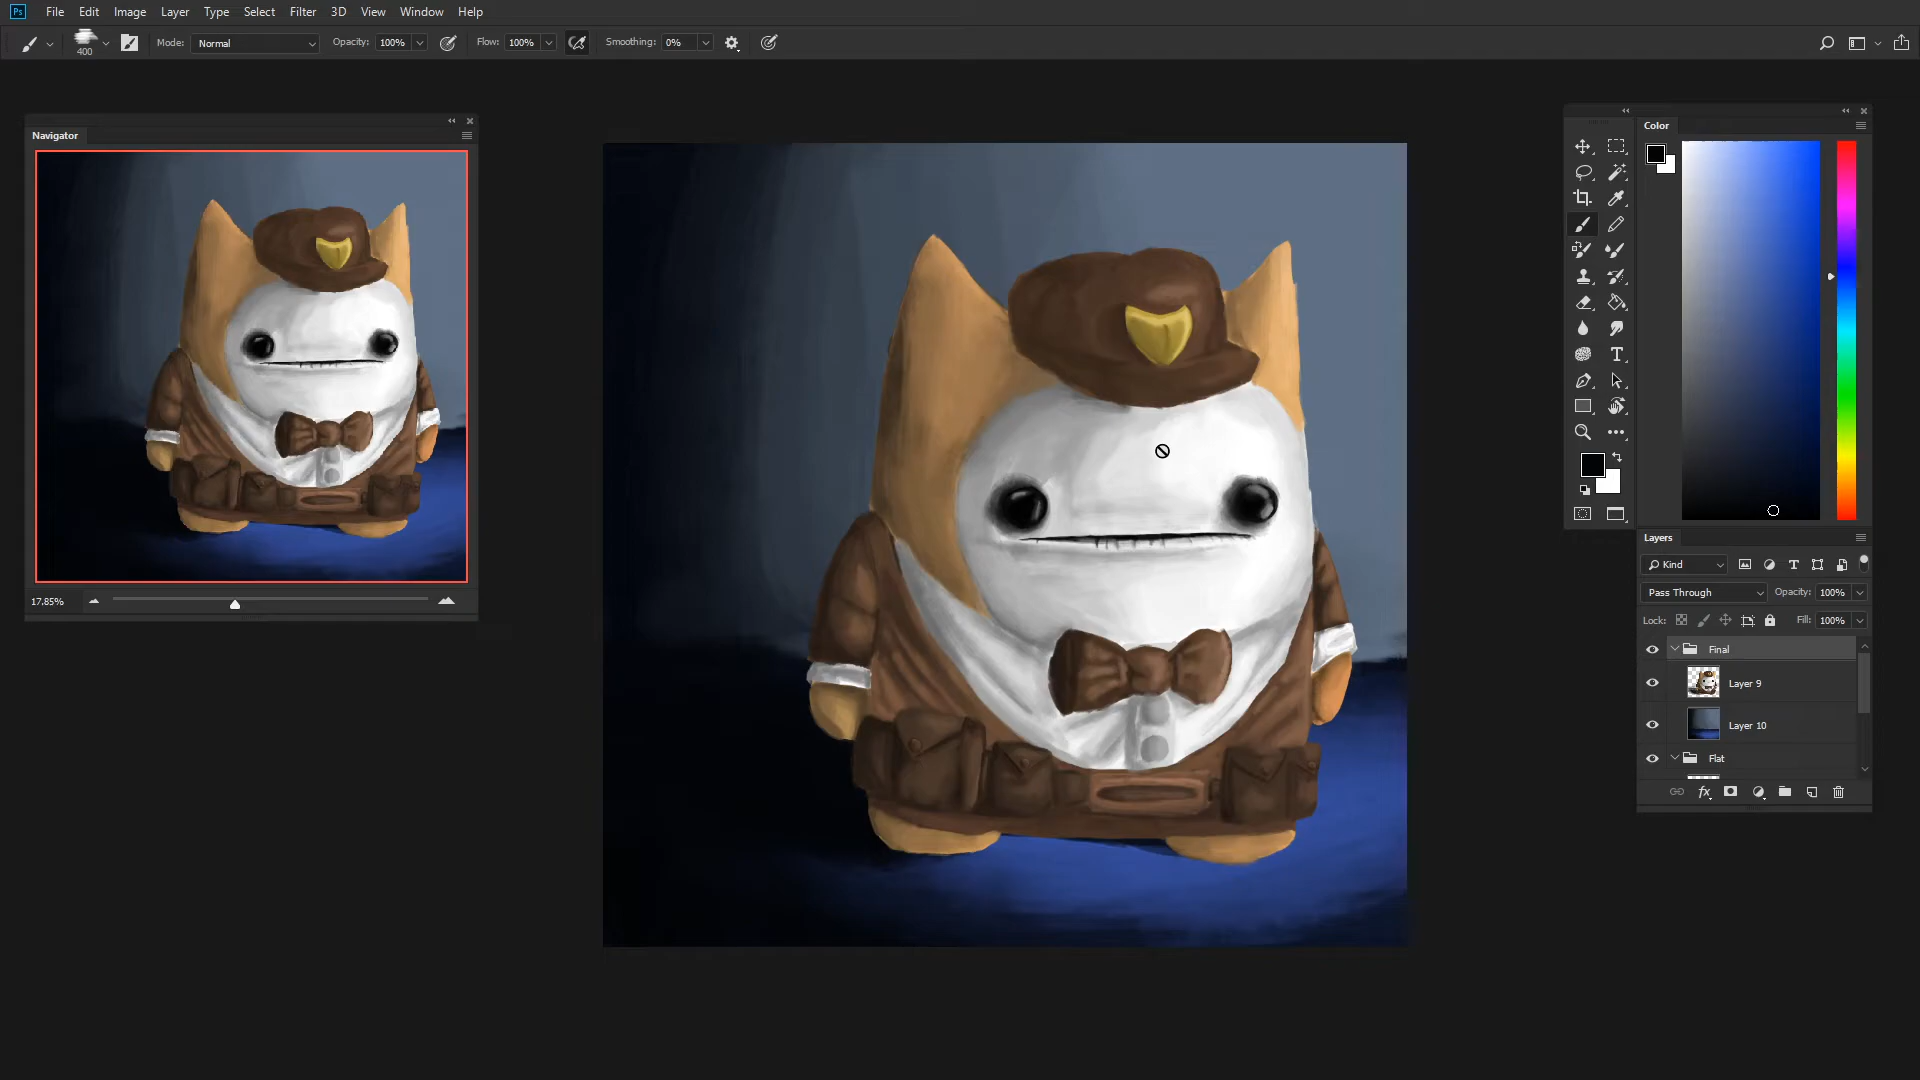 Ps File Edit Image Layer Type Select Filter 3D View Window Help
400 Mode: Normal Opacity: 100% Flow: 100% Smoothing: 0%
Navigator
17.85%
Color
Layers
Kind
Pass Through Opacity: 100%
Lock: Fill: 100%
Final
Layer 9
Layer 10
Flat